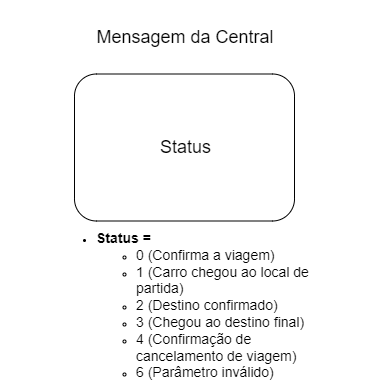 Mensagem da Central
Status
Status =
0 (Confirma a viagem)
1 (Carro chegou ao local de
partida)
2 (Destino confirmado)
3 (Chegou ao destino final)
4 (Confirmação de
cancelamento de viagem)
6 (Parâmetro inválido)